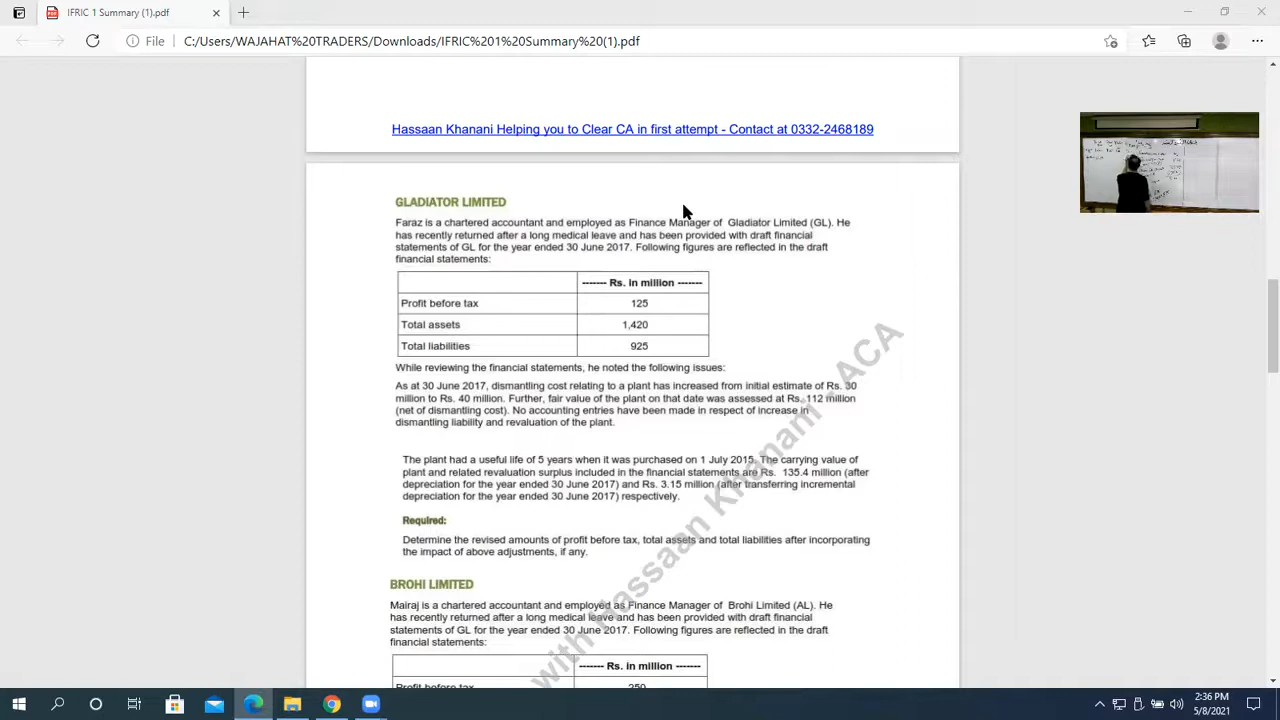 IFRIC 1 Summary (1).pdf
File
C:/Users/WAJAHAT%20TRADERS/Downloads/IFRIC%201%20Summary%20(1).pdf
Hassaan Khanani Helping you to Clear CA in first attempt - Contact at 0332-2468189
GLADIATOR LIMITED
Faraz is a chartered accountant and employed as Finance Manager of Gladiator Limited (GL). He
has recently returned after a long medical leave and has been provided with draft financial
statements of GL for the year ended 30 June 2017. Following figures are reflected in the draft
financial statements:
------- Rs. in million -------
Profit before tax 125
Total assets 1,420
Total liabilities 925
While reviewing the financial statements, he noted the following issues:
As at 30 June 2017, dismantling cost relating to a plant has increased from initial estimate of Rs. 30
million to Rs. 40 million. Further, fair value of the plant on that date was assessed at Rs. 112 million
(net of dismantling cost). No accounting entries have been made in respect of increase in
dismantling liability and revaluation of the plant.
The plant had a useful life of 5 years when it was purchased on 1 July 2015. The carrying value of
plant and related revaluation surplus included in the financial statements are Rs. 135.4 million (after
depreciation for the year ended 30 June 2017) and Rs. 3.15 million (after transferring incremental
depreciation for the year ended 30 June 2017) respectively.
Required:
Determine the revised amounts of profit before tax, total assets and total liabilities after incorporating
the impact of above adjustments, if any.
BROHI LIMITED
Mairaj is a chartered accountant and employed as Finance Manager of Brohi Limited (AL). He
has recently returned after a long medical leave and has been provided with draft financial
statements of GL for the year ended 30 June 2017. Following figures are reflected in the draft
financial statements:
------- Rs. in million -------
Profit before tax 250
with Hassaan Khanani - ACA
2:36 PM
5/8/2021